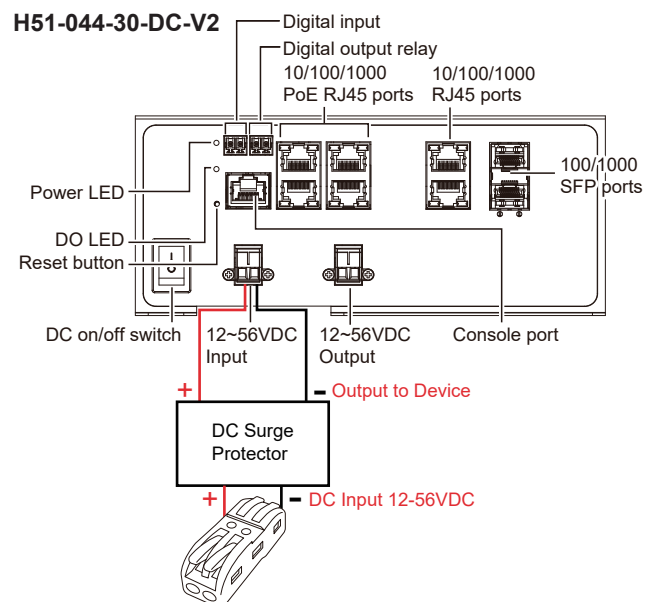 H51-044-30-DC-V2
Digital input
Digital output relay
10/100/1000
PoE RJ45 ports
10/100/1000
RJ45 ports
100/1000
SFP ports
Power LED
DO LED
Reset button
DC on/off switch
12~56VDC
Input
12~56VDC
Output
Console port
+
- Output to Device
DC Surge
Protector
+
- DC Input 12-56VDC